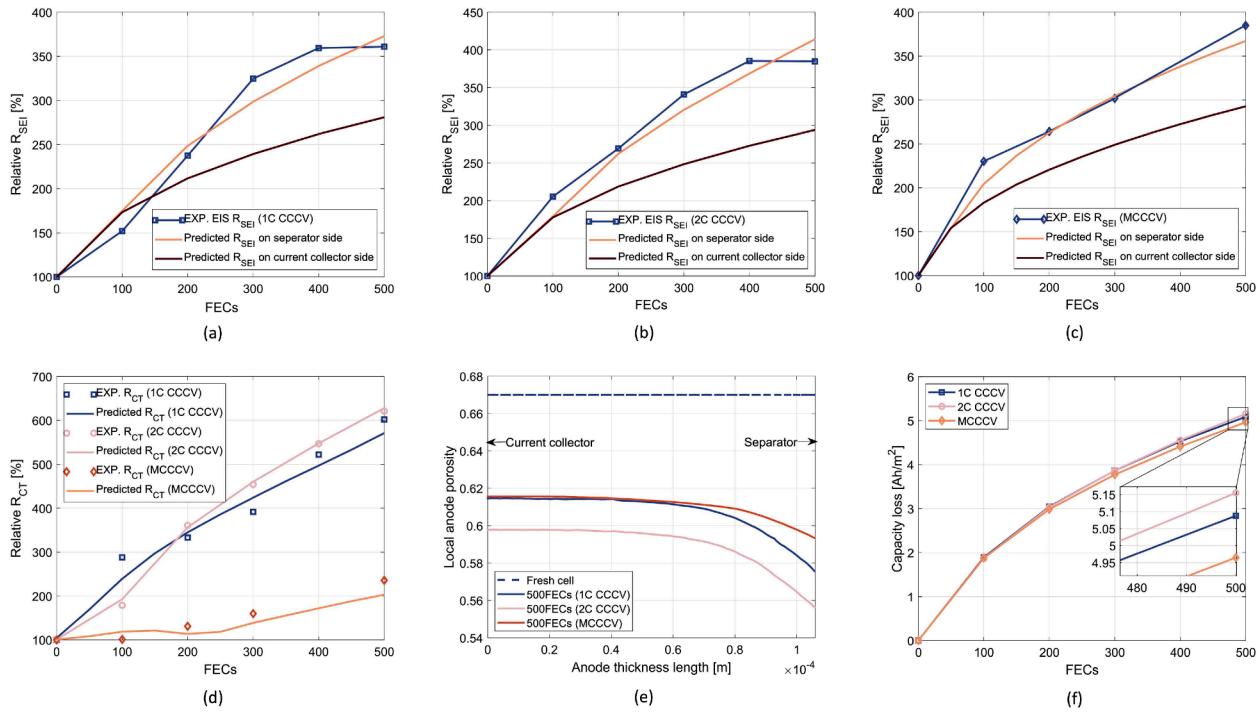 400
350
300
250
200
150
100
Relative R_SEI [%]
EXP. EIS R_SEI (1C CCCV)
Predicted R_SEI on seperator side
Predicted R_SEI on current collector side
0 100 200 300 400 500
FECs
(a)
450
400
350
300
250
200
150
100
Relative R_SEI [%]
EXP. EIS R_SEI (2C CCCV)
Predicted R_SEI on seperator side
Predicted R_SEI on current collector side
0 100 200 300 400 500
FECs
(b)
400
350
300
250
200
150
100
Relative R_SEI [%]
EXP. EIS R_SEI (MCCCV)
Predicted R_SEI on seperator side
Predicted R_SEI on current collector side
0 100 200 300 400 500
FECs
(c)
700
600
500
400
300
200
100
Relative R_CT [%]
EXP. R_CT (1C CCCV)
Predicted R_CT (1C CCCV)
EXP. R_CT (2C CCCV)
Predicted R_CT (2C CCCV)
EXP. R_CT (MCCCV)
Predicted R_CT (MCCCV)
0 100 200 300 400 500
FECs
(d)
0.68
0.66
0.64
0.62
0.60
0.58
0.56
0.54
Local anode porosity
Current collector
Separator
Fresh cell
500FECs (1C CCCV)
500FECs (2C CCCV)
500FECs (MCCCV)
0 0.2 0.4 0.6 0.8 1.0
Anode thickness length [m]
×10^-4
(e)
6
5
4
3
2
1
0
Capacity loss [Ah/m²]
1C CCCV
2C CCCV
MCCCV
5.15
5.1
5.05
5
4.95
480 490 500
0 100 200 300 400 500
FECs
(f)